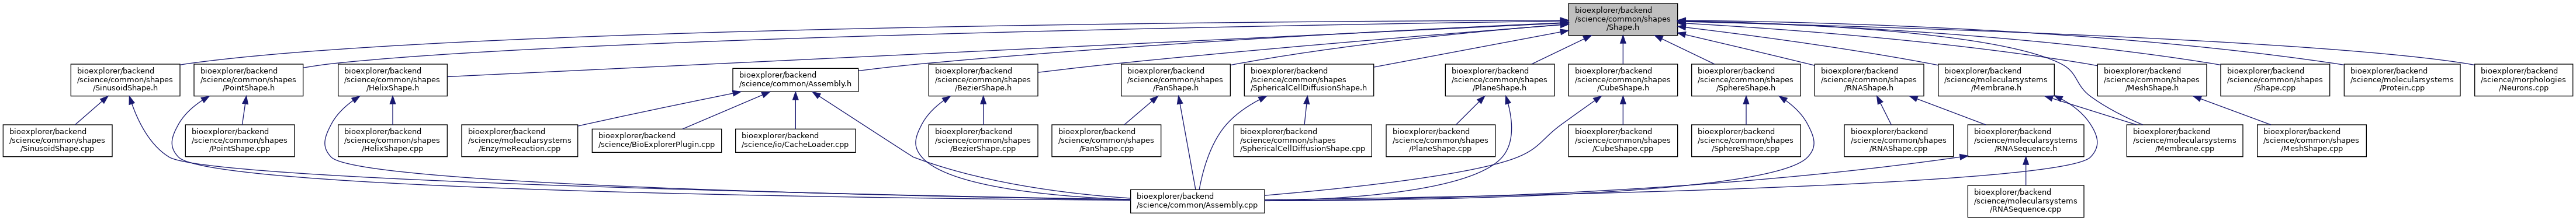 bioexplorer/backend
/science/common/shapes
/Shape.h
bioexplorer/backend
/science/common/shapes
/SinusoidShape.h
bioexplorer/backend
/science/common/shapes
/PointShape.h
bioexplorer/backend
/science/common/shapes
/HelixShape.h
bioexplorer/backend
/science/common/Assembly.h
bioexplorer/backend
/science/common/shapes
/BezierShape.h
bioexplorer/backend
/science/common/shapes
/FanShape.h
bioexplorer/backend
/science/common/shapes
/SphericalCellDiffusionShape.h
bioexplorer/backend
/science/common/shapes
/PlaneShape.h
bioexplorer/backend
/science/common/shapes
/CubeShape.h
bioexplorer/backend
/science/common/shapes
/SphereShape.h
bioexplorer/backend
/science/common/shapes
/RNAShape.h
bioexplorer/backend
/science/molecularsystems
/Membrane.h
bioexplorer/backend
/science/common/shapes
/MeshShape.h
bioexplorer/backend
/science/common/shapes
/Shape.cpp
bioexplorer/backend
/science/molecularsystems
/Protein.cpp
bioexplorer/backend
/science/morphologies
/Neurons.cpp
bioexplorer/backend
/science/common/shapes
/SinusoidShape.cpp
bioexplorer/backend
/science/common/shapes
/PointShape.cpp
bioexplorer/backend
/science/common/shapes
/HelixShape.cpp
bioexplorer/backend
/science/molecularsystems
/EnzymeReaction.cpp
bioexplorer/backend
/science/BioExplorerPlugin.cpp
bioexplorer/backend
/science/io/CacheLoader.cpp
bioexplorer/backend
/science/common/shapes
/BezierShape.cpp
bioexplorer/backend
/science/common/shapes
/FanShape.cpp
bioexplorer/backend
/science/common/shapes
/SphericalCellDiffusionShape.cpp
bioexplorer/backend
/science/common/shapes
/PlaneShape.cpp
bioexplorer/backend
/science/common/shapes
/CubeShape.cpp
bioexplorer/backend
/science/common/shapes
/SphereShape.cpp
bioexplorer/backend
/science/common/shapes
/RNAShape.cpp
bioexplorer/backend
/science/molecularsystems
/RNASequence.h
bioexplorer/backend
/science/molecularsystems
/Membrane.cpp
bioexplorer/backend
/science/common/shapes
/MeshShape.cpp
bioexplorer/backend
/science/common/Assembly.cpp
bioexplorer/backend
/science/molecularsystems
/RNASequence.cpp